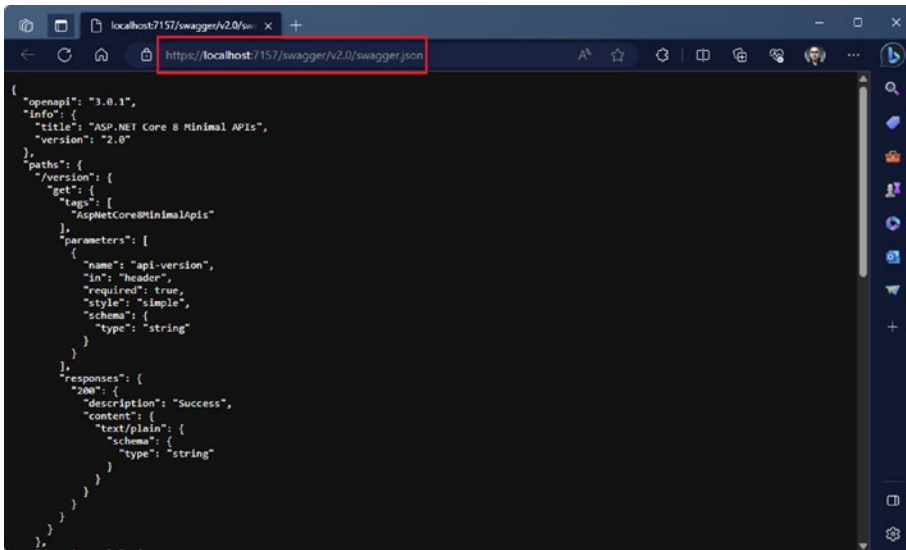 localhost:7157/swagger/v2.0/sw
https://localhost:7157/swagger/v2.0/swagger.json
{
  "openapi": "3.0.1",
  "info": {
    "title": "ASP.NET Core 8 Minimal APIs",
    "version": "2.0"
  },
  "paths": {
    "/version": {
      "get": {
        "tags": [
          "AspNetCore8MinimalApis"
        ],
        "parameters": [
          {
            "name": "api-version",
            "in": "header",
            "required": true,
            "style": "simple",
            "schema": {
              "type": "string"
            }
          }
        ],
        "responses": {
          "200": {
            "description": "Success",
            "content": {
              "text/plain": {
                "schema": {
                  "type": "string"
                }
              }
            }
          }
        }
      }
    },